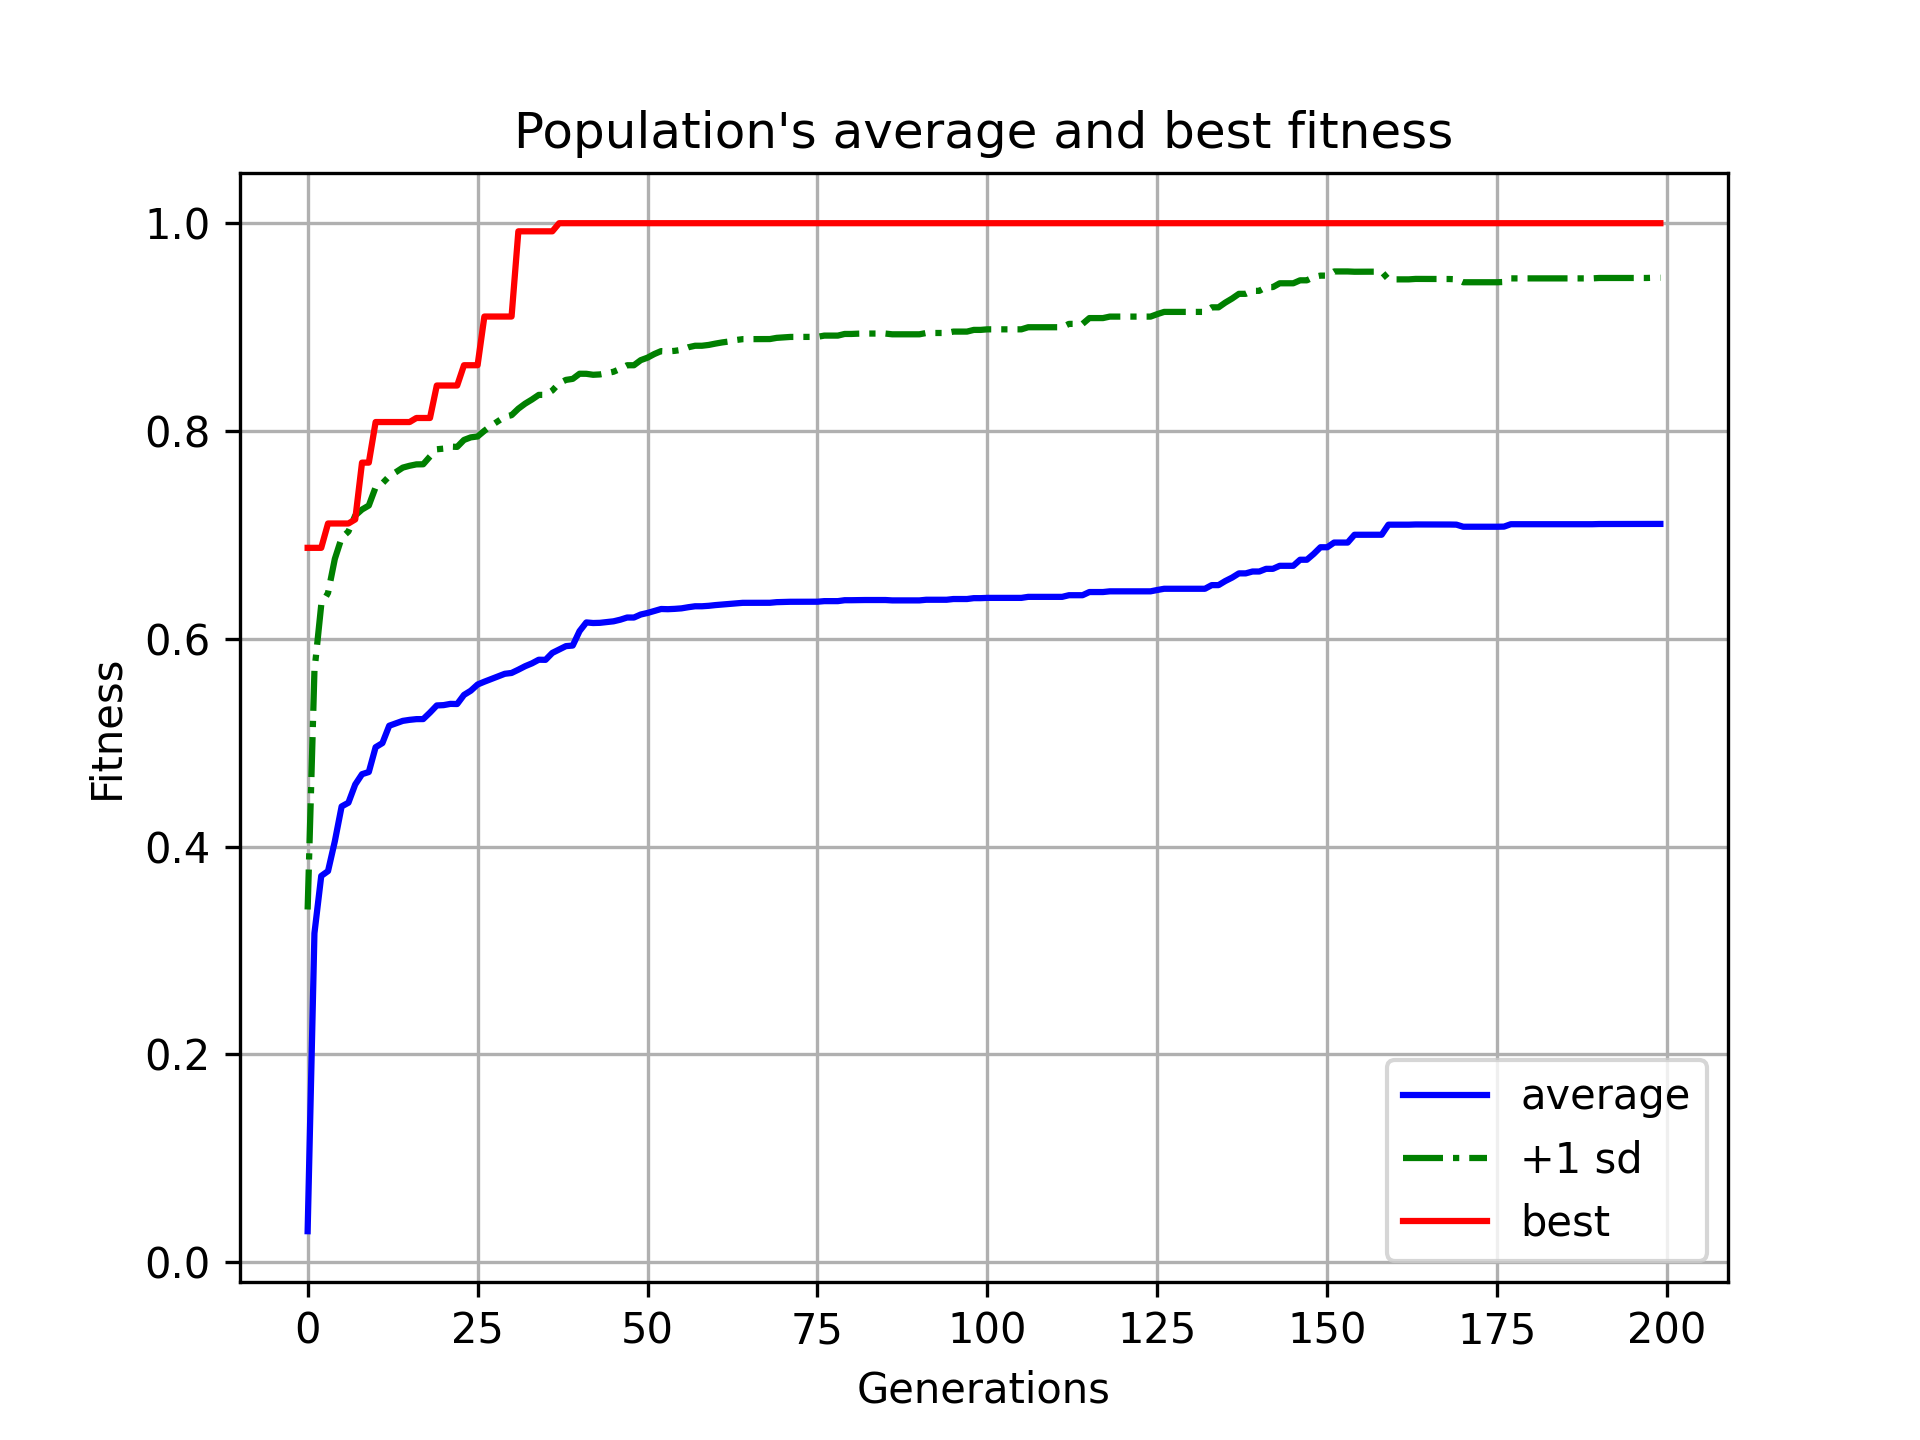 Population's average and best fitness
1.0
0.8
0.6
0.4
0.2
0.0
Fitness
average
+1 sd
best
0 25 50 75 100 125 150 175 200
Generations